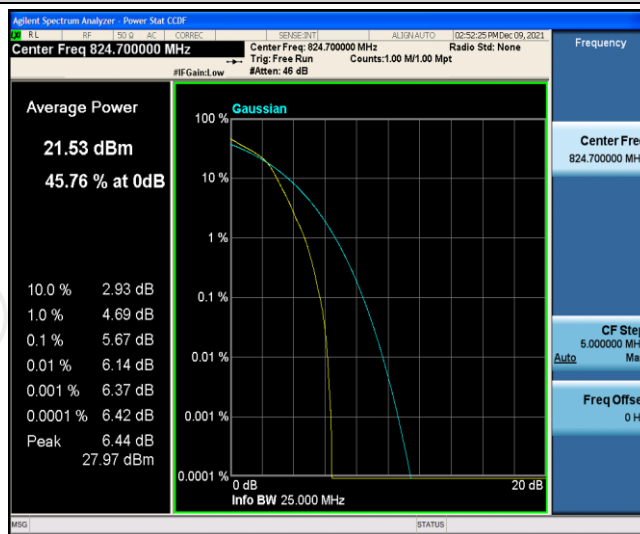 Agilent Spectrum Analyzer - Power Stat CCDF
RL RF 50 Ω AC CORREC SENSE:INT ALIGNAUTO 02:52:25 PM Dec 09, 2021
Center Freq 824.700000 MHz
Center Freq: 824.700000 MHz
Radio Std: None
Trig: Free Run
Counts:1.00 M/1.00 Mpt
#IFGain:Low
#Atten: 46 dB
Frequency
Average Power
21.53 dBm
45.76 % at 0dB
10.0 % 2.93 dB
1.0 % 4.69 dB
0.1 % 5.67 dB
0.01 % 6.14 dB
0.001 % 6.37 dB
0.0001 % 6.42 dB
Peak 6.44 dB
27.97 dBm
Gaussian
100 %
10 %
1 %
0.1 %
0.01 %
0.001 %
0.0001 %
0 dB
20 dB
Info BW 25.000 MHz
Center Fre
824.700000 MH
CF Step
5.000000 MH
Auto Ma
Freq Offse
0 H
MSG
STATUS